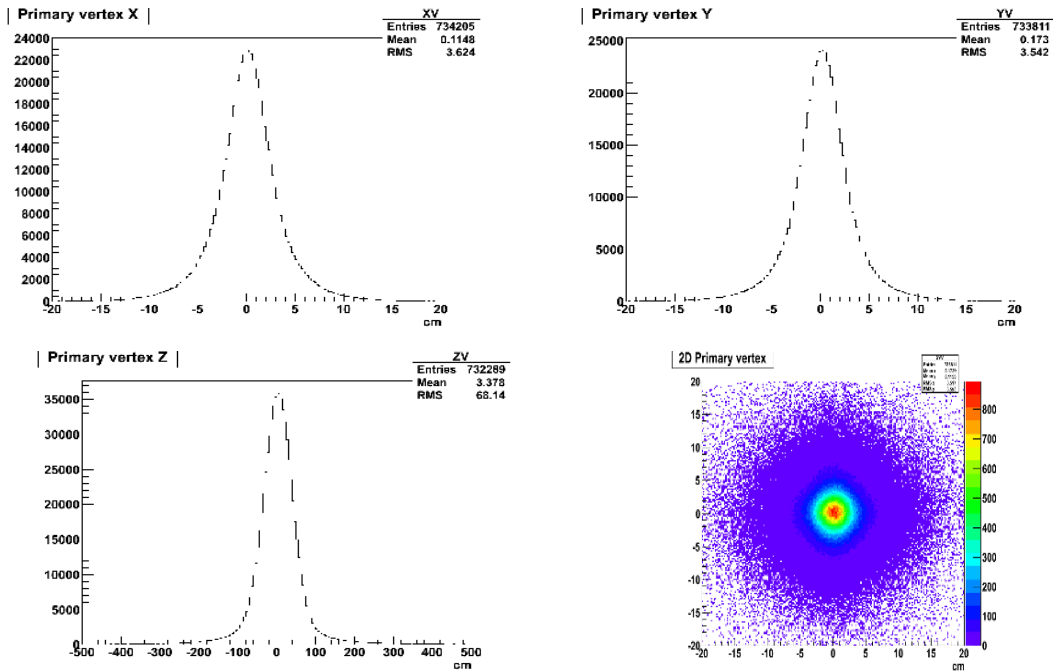 Primary vertex X
XV
Entries 734205
Mean 0.1148
RMS 3.624
24000
22000
20000
18000
16000
14000
12000
10000
8000
6000
4000
2000
0
-20 -15 -10 -5 0 5 10 15 20
cm
Primary vertex Y
YV
Entries 733811
Mean 0.173
RMS 3.542
25000
20000
15000
10000
5000
0
-20 -15 -10 -5 0 5 10 15 20
cm
Primary vertex Z
ZV
Entries 732289
Mean 3.378
RMS 68.14
35000
30000
25000
20000
15000
10000
5000
0
-500 -400 -300 -200 -100 0 100 200 300 400 500
cm
2D Primary vertex
Entries
20
15
10
5
0
-5
-10
-15
-20
-20 -15 -10 -5 0 5 10 15 20
cm
800
700
600
500
400
300
200
100
0